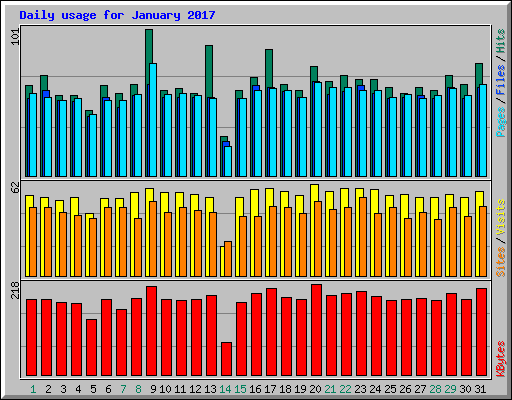 Daily usage for January 2017
101
62
218
Pages / Files / Hits
Sites / Visits
KBytes
1 2 3 4 5 6 7 8 9 10 11 12 13 14 15 16 17 18 19 20 21 22 23 24 25 26 27 28 29 30 31